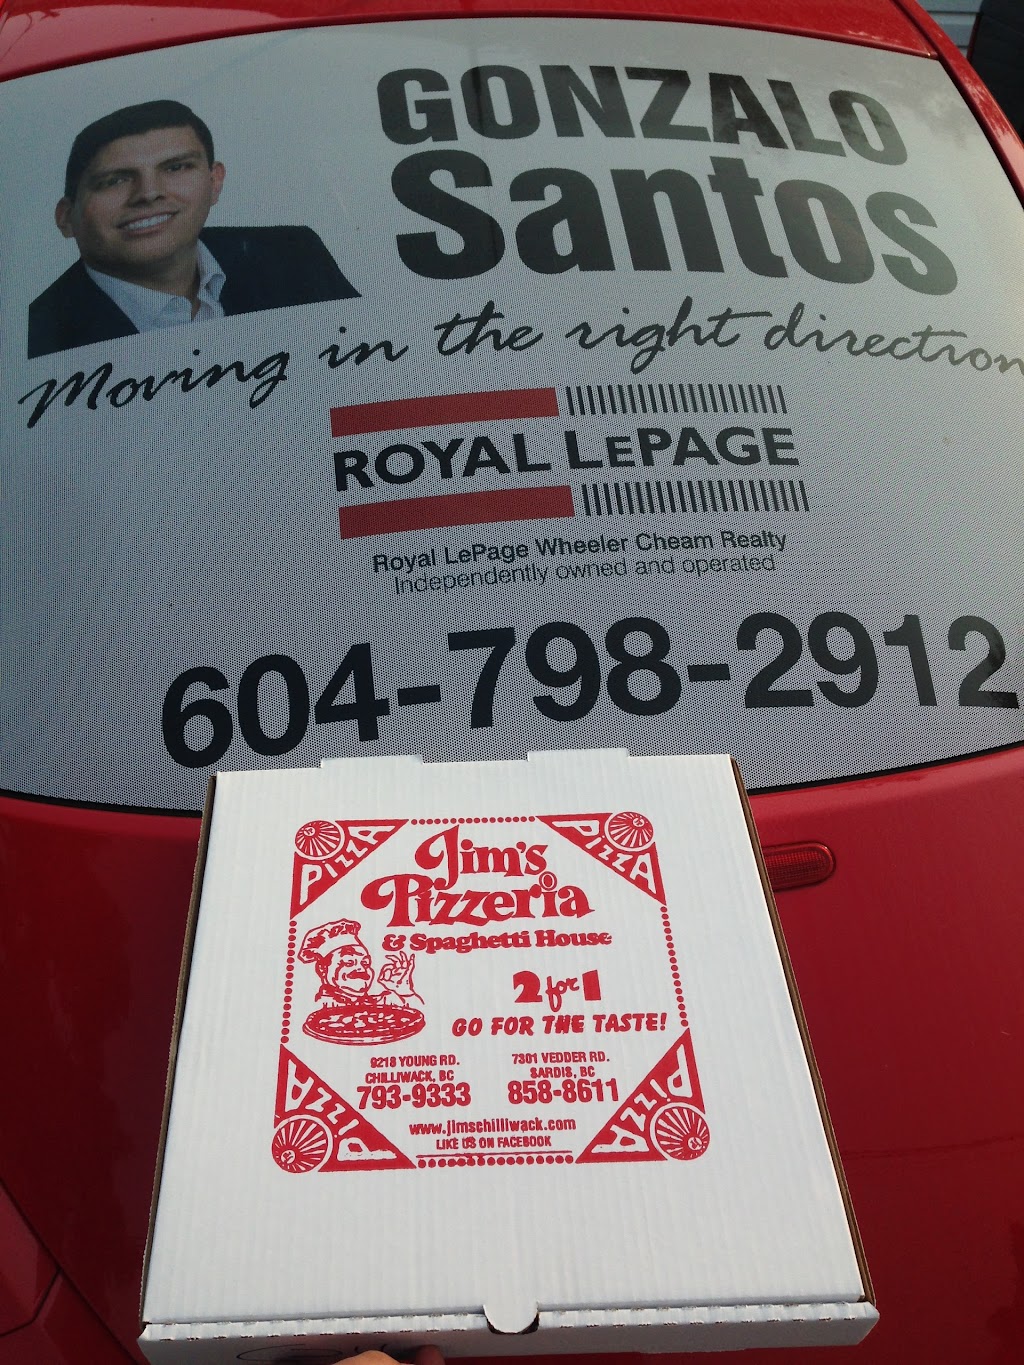 GONZALO
Santos
Moving in the right direction
ROYAL LEPAGE
Royal LePage Wheeler Cheam Realty
Independently owned and operated
604-798-2912
PIZZA
PIZZA
Jim's
Pizzeria
& Spaghetti House
2 for 1
GO FOR THE TASTE!
9218 YOUNG RD.
CHILLIWACK, BC
793-9333
7301 VEDDER RD.
SARDIS, BC
858-8611
www.jimschilliwack.com
LIKE US ON FACEBOOK
PIZZA
PIZZA